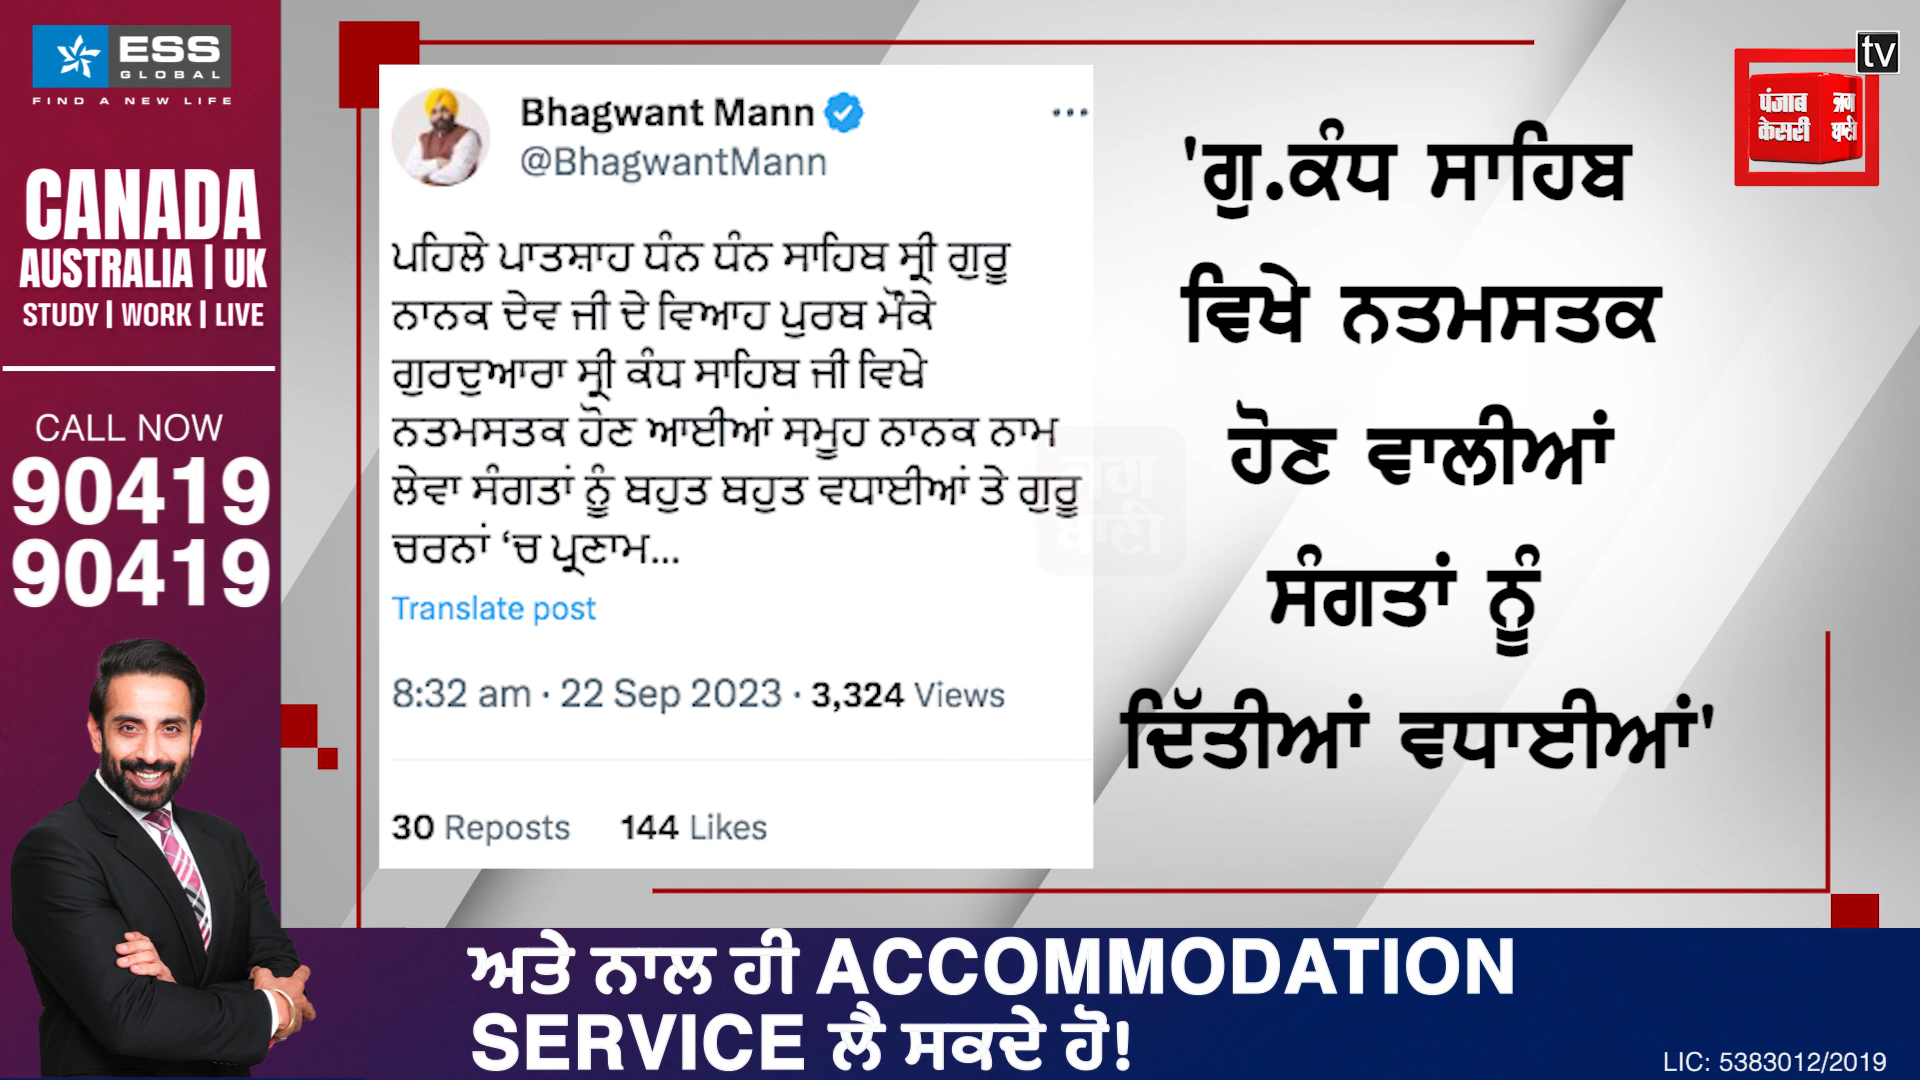 ESS
GLOBAL
FIND A NEW LIFE
CANADA
AUSTRALIA | UK
STUDY | WORK | LIVE
CALL NOW
90419
90419
Bhagwant Mann
@BhagwantMann
ਪਹਿਲੇ ਪਾਤਸ਼ਾਹ ਧੰਨ ਧੰਨ ਸਾਹਿਬ ਸ੍ਰੀ ਗੁਰੂ
ਨਾਨਕ ਦੇਵ ਜੀ ਦੇ ਵਿਆਹ ਪੁਰਬ ਮੌਕੇ
ਗੁਰਦੁਆਰਾ ਸ੍ਰੀ ਕੰਧ ਸਾਹਿਬ ਜੀ ਵਿਖੇ
ਨਤਮਸਤਕ ਹੋਣ ਆਈਆਂ ਸਮੂਹ ਨਾਨਕ ਨਾਮ
ਲੇਵਾ ਸੰਗਤਾਂ ਨੂੰ ਬਹੁਤ ਬਹੁਤ ਵਧਾਈਆਂ ਤੇ ਗੁਰੂ
ਚਰਨਾਂ ‘ਚ ਪ੍ਰਣਾਮ...
Translate post
8:32 am · 22 Sep 2023 · 3,324 Views
30 Reposts 144 Likes
'ਗੁ.ਕੰਧ ਸਾਹਿਬ
ਵਿਖੇ ਨਤਮਸਤਕ
ਹੋਣ ਵਾਲੀਆਂ
ਸੰਗਤਾਂ ਨੂੰ
ਦਿੱਤੀਆਂ ਵਧਾਈਆਂ'
tv
पंजाब
केसरी
ਜਗ
ਬਾਣੀ
ਜਗ
ਬਾਣੀ
ਅਤੇ ਨਾਲ ਹੀ ACCOMMODATION
SERVICE ਲੈ ਸਕਦੇ ਹੋ!
LIC: 5383012/2019